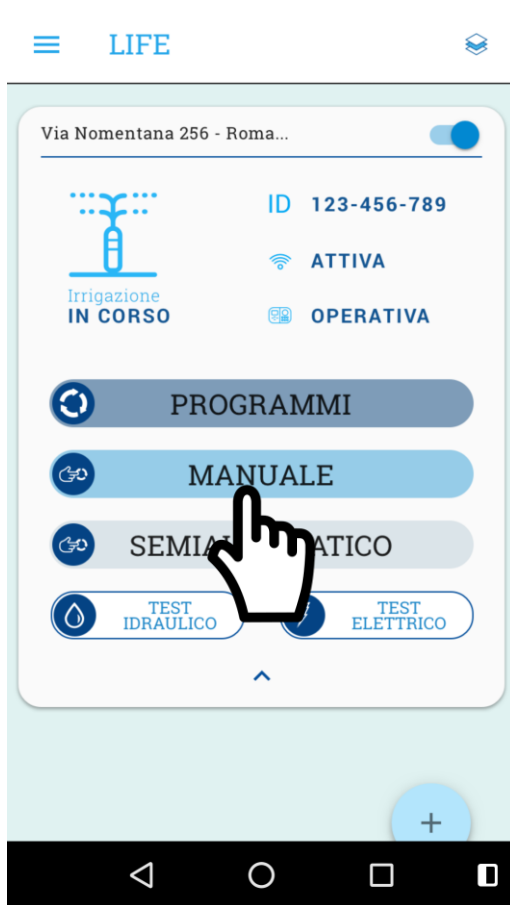 LIFE
Via Nomentana 256 - Roma...
ID 123-456-789
ATTIVA
Irrigazione
IN CORSO
OPERATIVA
PROGRAMMI
MANUALE
TEST
IDRAULICO
TEST
ELETTRICO